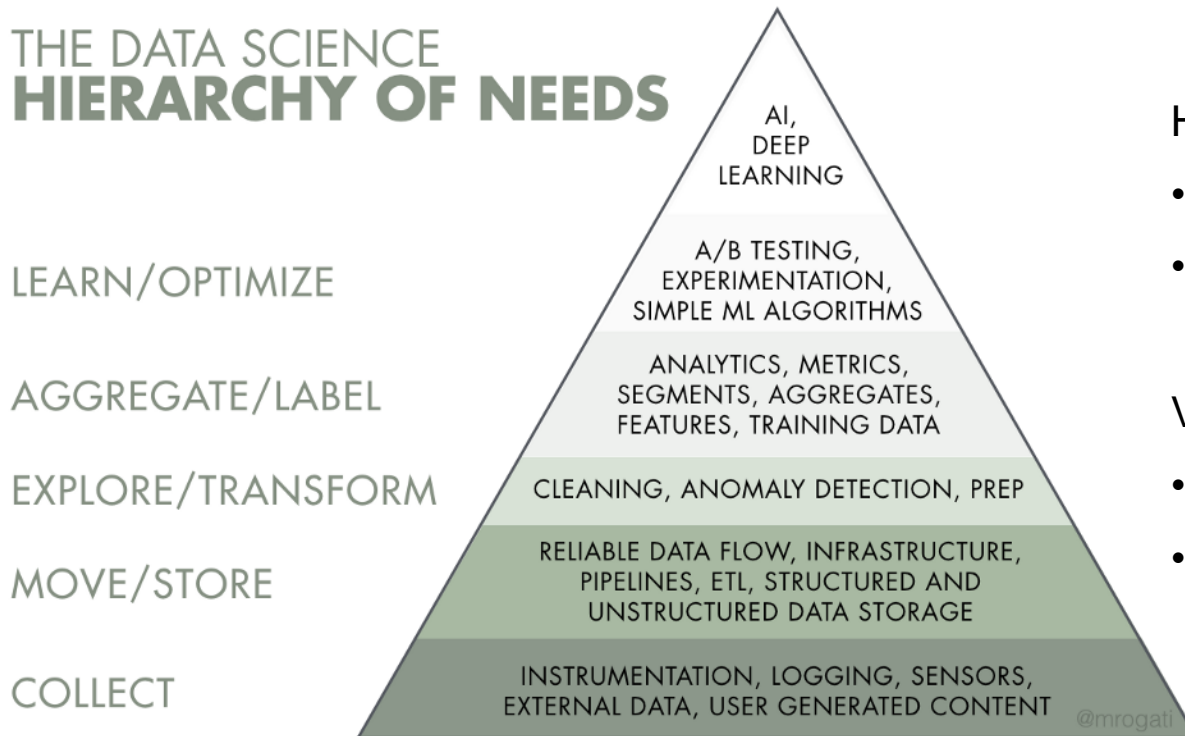 THE DATA SCIENCE
HIERARCHY OF NEEDS
AI,
DEEP
LEARNING
LEARN/OPTIMIZE
A/B TESTING,
EXPERIMENTATION,
SIMPLE ML ALGORITHMS
AGGREGATE/LABEL
ANALYTICS, METRICS,
SEGMENTS, AGGREGATES,
FEATURES, TRAINING DATA
EXPLORE/TRANSFORM
CLEANING, ANOMALY DETECTION, PREP
MOVE/STORE
RELIABLE DATA FLOW, INFRASTRUCTURE,
PIPELINES, ETL, STRUCTURED AND
UNSTRUCTURED DATA STORAGE
COLLECT
INSTRUMENTATION, LOGGING, SENSORS,
EXTERNAL DATA, USER GENERATED CONTENT
@mrogati